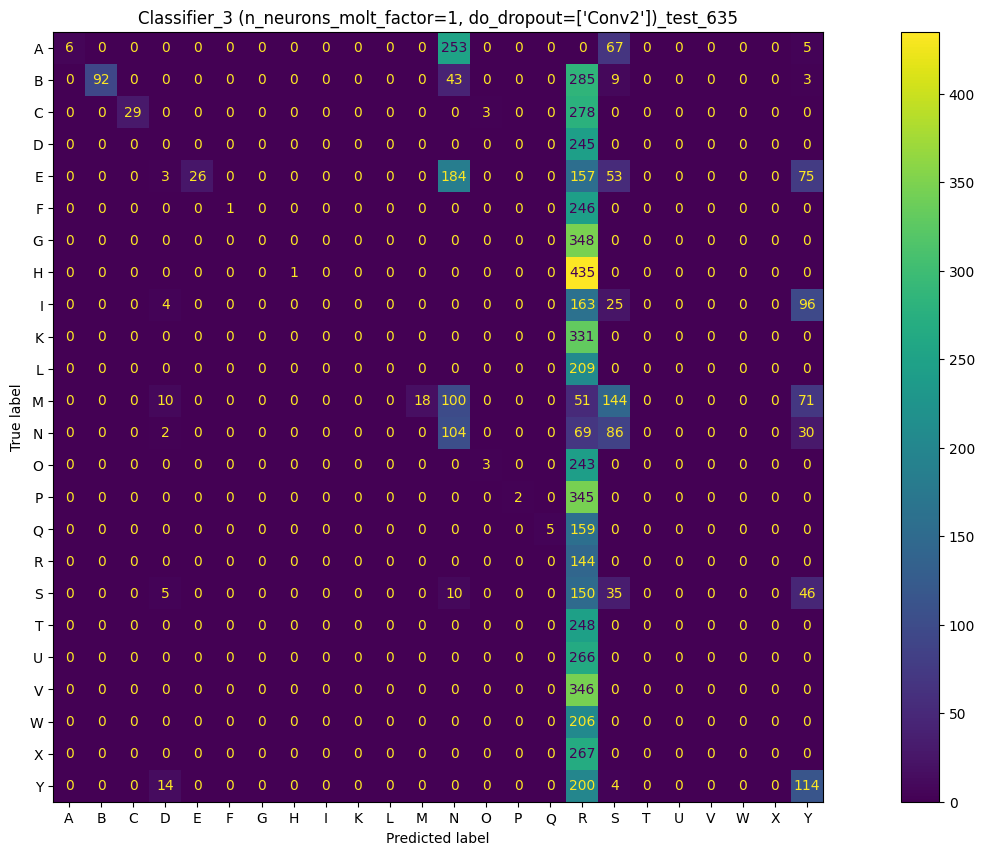 Classifier_3 (n_neurons_molt_factor=1, do_dropout=['Conv2'])_test_635
A 6 0 0 0 0 0 0 0 0 0 0 0 253 0 0 0 0 67 0 0 0 0 0 5
B 0 92 0 0 0 0 0 0 0 0 0 0 43 0 0 0 285 9 0 0 0 0 0 3
C 0 0 29 0 0 0 0 0 0 0 0 0 0 3 0 0 278 0 0 0 0 0 0 0
D 0 0 0 0 0 0 0 0 0 0 0 0 0 0 0 0 245 0 0 0 0 0 0 0
E 0 0 0 3 26 0 0 0 0 0 0 0 184 0 0 0 157 53 0 0 0 0 0 75
F 0 0 0 0 0 1 0 0 0 0 0 0 0 0 0 0 246 0 0 0 0 0 0 0
G 0 0 0 0 0 0 0 0 0 0 0 0 0 0 0 0 348 0 0 0 0 0 0 0
H 0 0 0 0 0 0 0 1 0 0 0 0 0 0 0 0 435 0 0 0 0 0 0 0
I 0 0 0 4 0 0 0 0 0 0 0 0 0 0 0 0 163 25 0 0 0 0 0 96
K 0 0 0 0 0 0 0 0 0 0 0 0 0 0 0 0 331 0 0 0 0 0 0 0
L 0 0 0 0 0 0 0 0 0 0 0 0 0 0 0 0 209 0 0 0 0 0 0 0
M 0 0 0 10 0 0 0 0 0 0 0 18 100 0 0 0 51 144 0 0 0 0 0 71
N 0 0 0 2 0 0 0 0 0 0 0 0 104 0 0 0 69 86 0 0 0 0 0 30
O 0 0 0 0 0 0 0 0 0 0 0 0 0 3 0 0 243 0 0 0 0 0 0 0
P 0 0 0 0 0 0 0 0 0 0 0 0 0 0 2 0 345 0 0 0 0 0 0 0
Q 0 0 0 0 0 0 0 0 0 0 0 0 0 0 0 5 159 0 0 0 0 0 0 0
R 0 0 0 0 0 0 0 0 0 0 0 0 0 0 0 0 144 0 0 0 0 0 0 0
S 0 0 0 5 0 0 0 0 0 0 0 0 10 0 0 0 150 35 0 0 0 0 0 46
T 0 0 0 0 0 0 0 0 0 0 0 0 0 0 0 0 248 0 0 0 0 0 0 0
U 0 0 0 0 0 0 0 0 0 0 0 0 0 0 0 0 266 0 0 0 0 0 0 0
V 0 0 0 0 0 0 0 0 0 0 0 0 0 0 0 0 346 0 0 0 0 0 0 0
W 0 0 0 0 0 0 0 0 0 0 0 0 0 0 0 0 206 0 0 0 0 0 0 0
X 0 0 0 0 0 0 0 0 0 0 0 0 0 0 0 0 267 0 0 0 0 0 0 0
Y 0 0 0 14 0 0 0 0 0 0 0 0 0 0 0 0 200 4 0 0 0 0 0 114
A B C D E F G H I K L M N O P Q R S T U V W X Y
Predicted label
True label
400
350
300
250
200
150
100
50
0